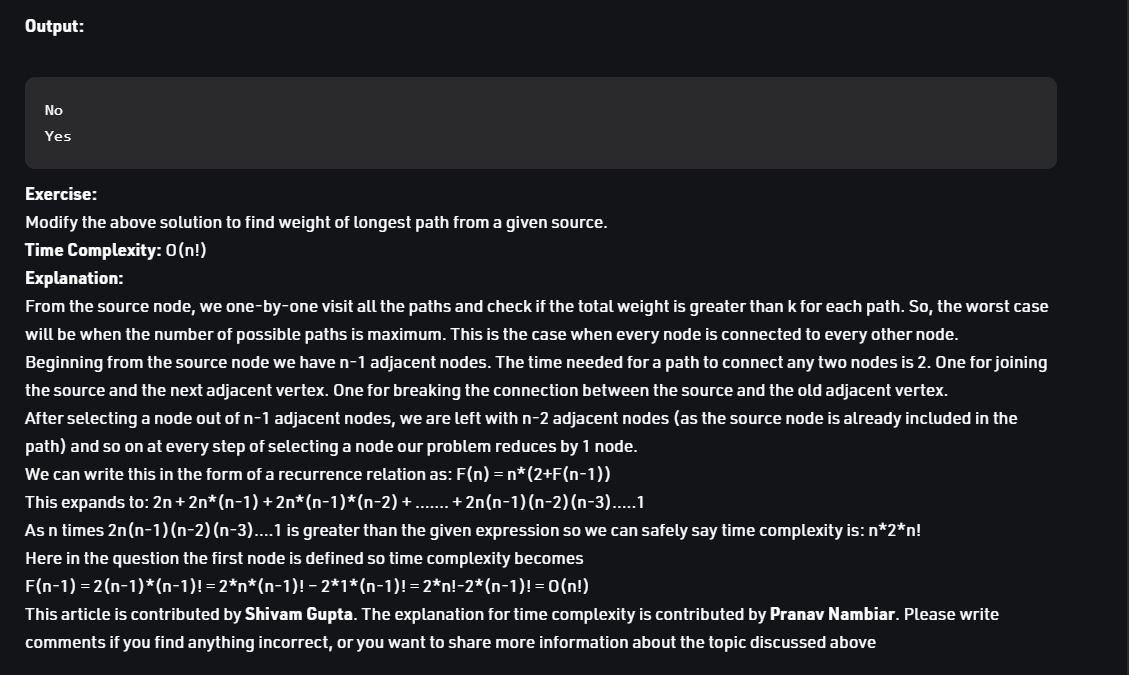 Output:
No
Yes
Exercise:
Modify the above solution to find weight of longest path from a given source.
Time Complexity: O(n!)
Explanation:
From the source node, we one-by-one visit all the paths and check if the total weight is greater than k for each path. So, the worst case
will be when the number of possible paths is maximum. This is the case when every node is connected to every other node.
Beginning from the source node we have n-1 adjacent nodes. The time needed for a path to connect any two nodes is 2. One for joining
the source and the next adjacent vertex. One for breaking the connection between the source and the old adjacent vertex.
After selecting a node out of n-1 adjacent nodes, we are left with n-2 adjacent nodes (as the source node is already included in the
path) and so on at every step of selecting a node our problem reduces by 1 node.
We can write this in the form of a recurrence relation as: F(n) = n*(2+F(n-1))
This expands to: 2n + 2n*(n-1) + 2n*(n-1)*(n-2) + ....... + 2n(n-1)(n-2)(n-3).....1
As n times 2n(n-1)(n-2)(n-3)....1 is greater than the given expression so we can safely say time complexity is: n*2*n!
Here in the question the first node is defined so time complexity becomes
F(n-1) = 2(n-1)*(n-1)! = 2*n*(n-1)! – 2*1*(n-1)! = 2*n!-2*(n-1)! = O(n!)
This article is contributed by Shivam Gupta. The explanation for time complexity is contributed by Pranav Nambiar. Please write
comments if you find anything incorrect, or you want to share more information about the topic discussed above